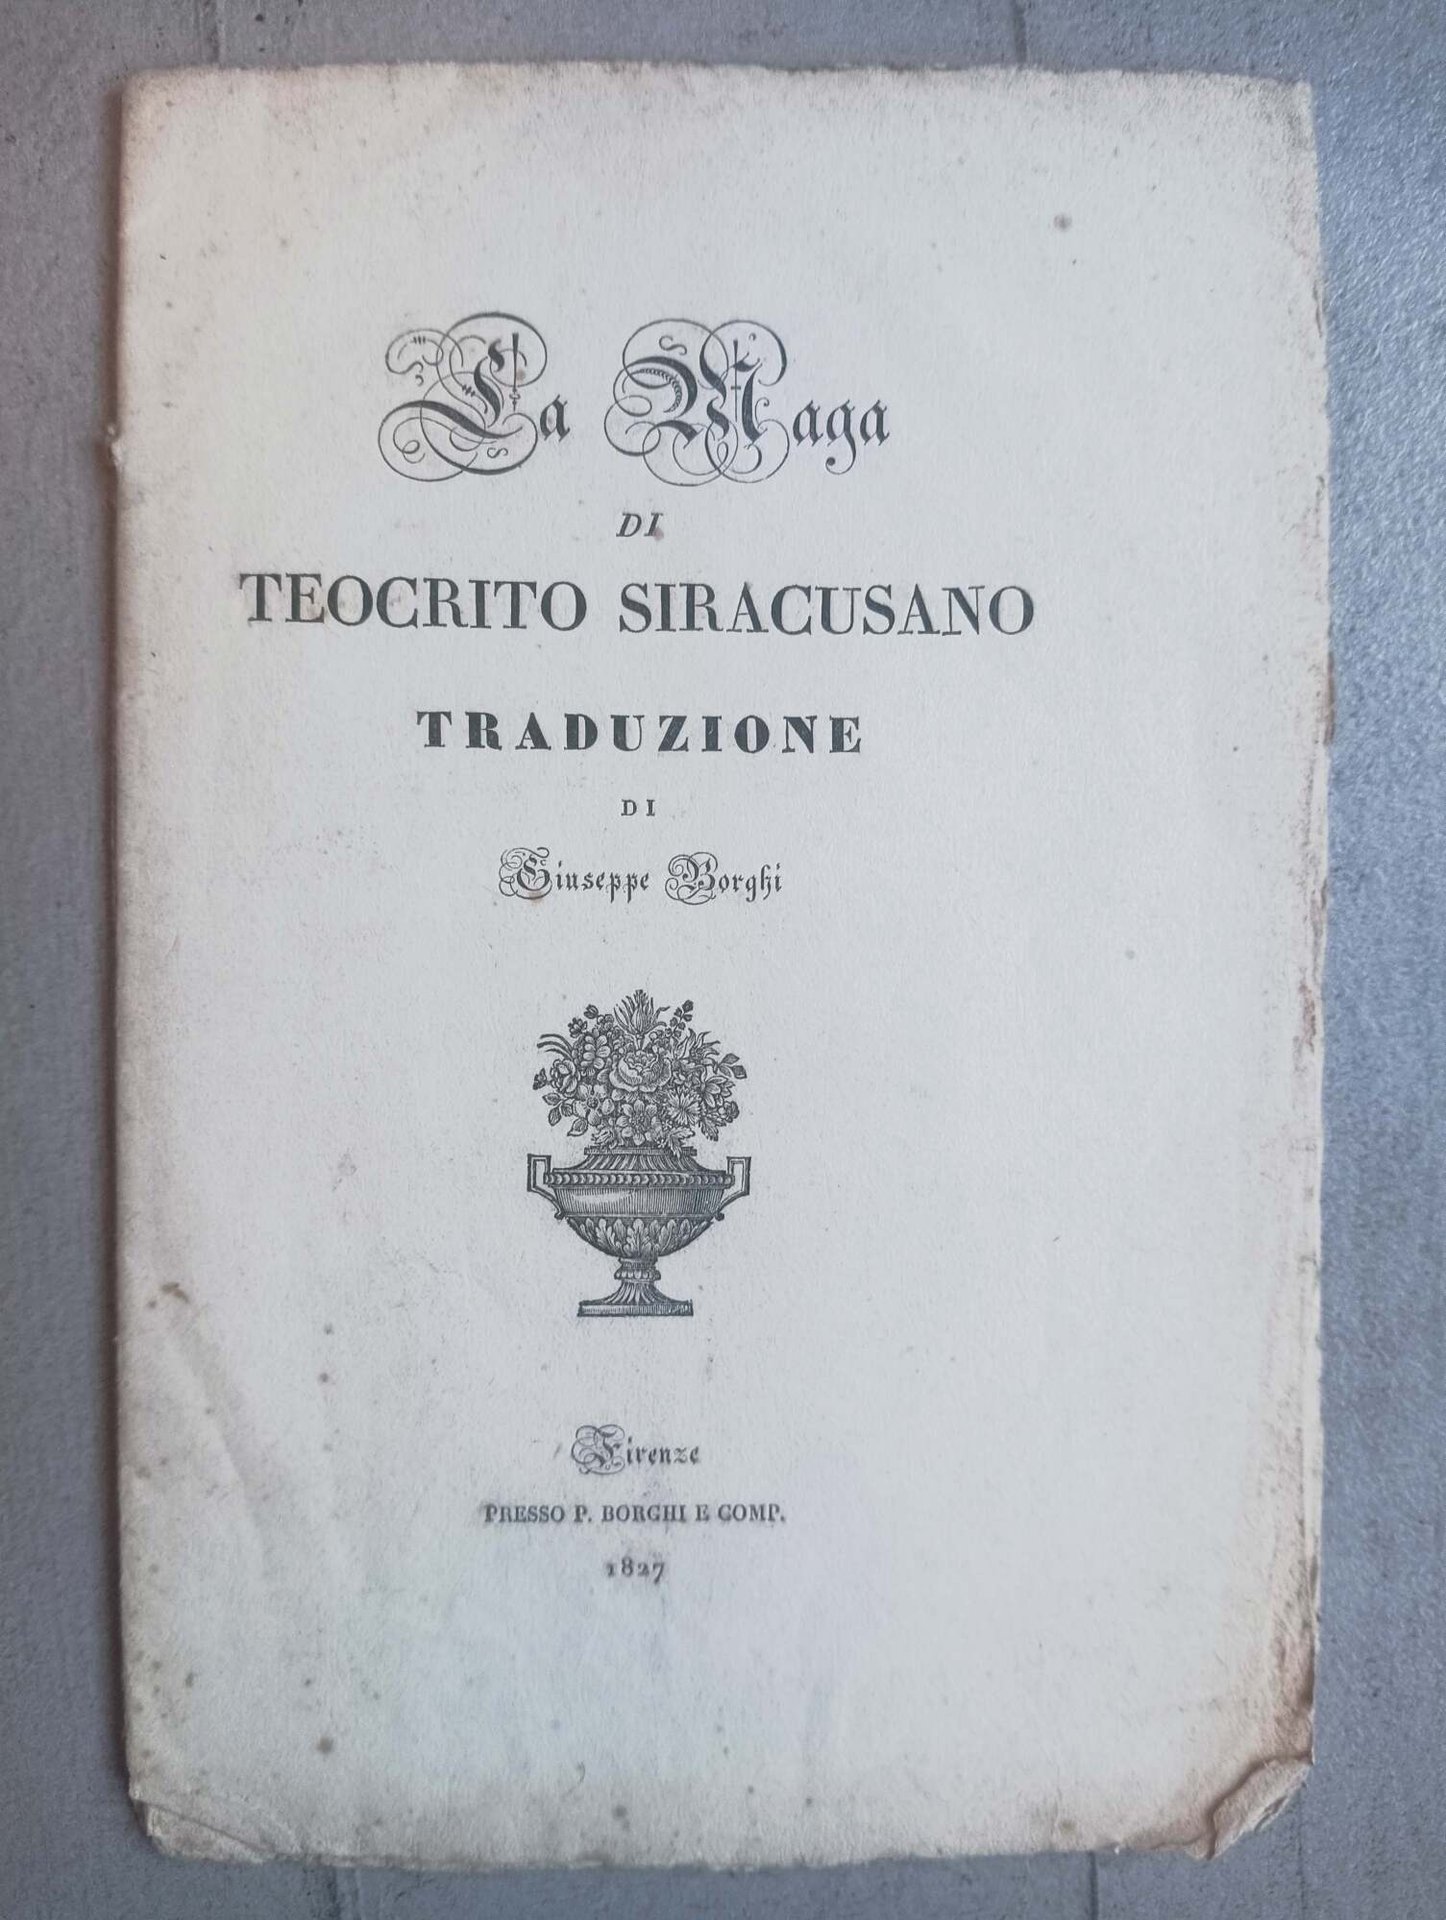 La Maga
DI
TEOCRITO SIRACUSANO
TRADUZIONE
DI
Giuseppe Borghi
Firenze
PRESSO P. BORGHI E COMP.
1827